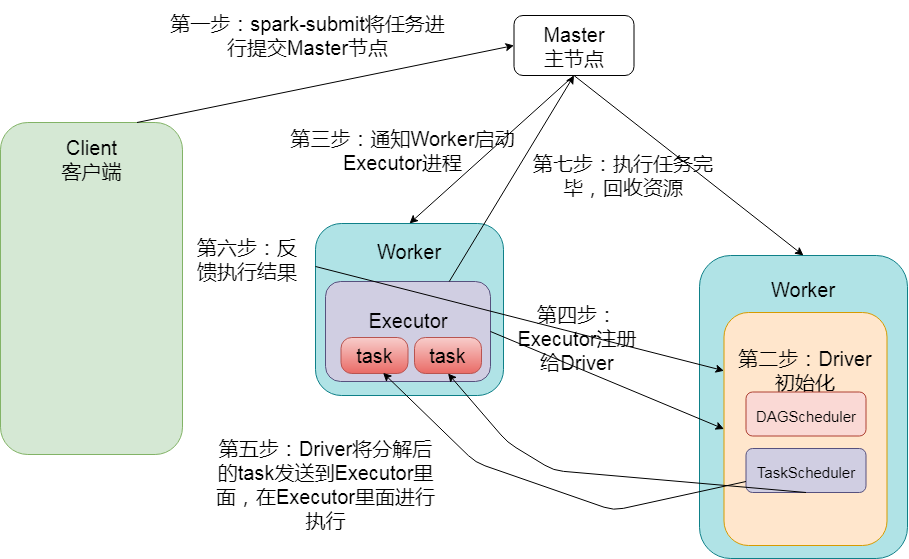 第一步：spark-submit将任务进
行提交Master节点
Master
主节点
Client
客户端
第三步：通知Worker启动
Executor进程
第七步：执行任务完
毕，回收资源
第六步：反
馈执行结果
Worker
Executor
task
task
第四步：
Executor注册
给Driver
Worker
第二步：Driver
初始化
DAGScheduler
TaskScheduler
第五步：Driver将分解后
的task发送到Executor里
面，在Executor里面进行
执行